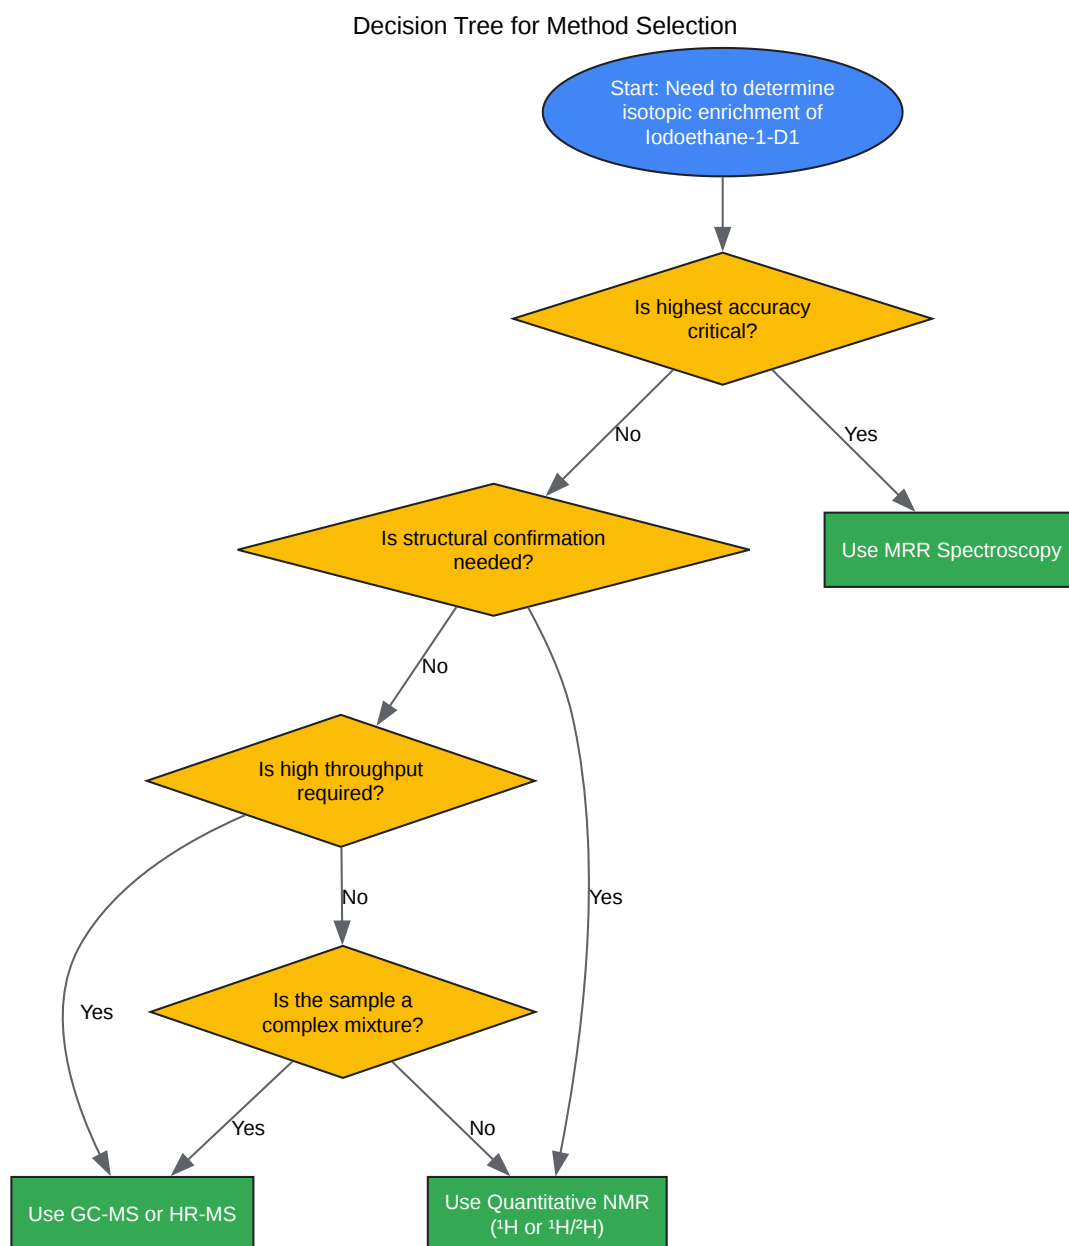 Decision Tree for Method Selection
Start: Need to determine
isotopic enrichment of
Iodoethane-1-D1
Is highest accuracy
critical?
No
Yes
Is structural confirmation
needed?
Use MRR Spectroscopy
No
Is high throughput
required?
Yes
No
Yes
Is the sample a
complex mixture?
Yes
No
Use GC-MS or HR-MS
Use Quantitative NMR
(¹H or ¹H/²H)